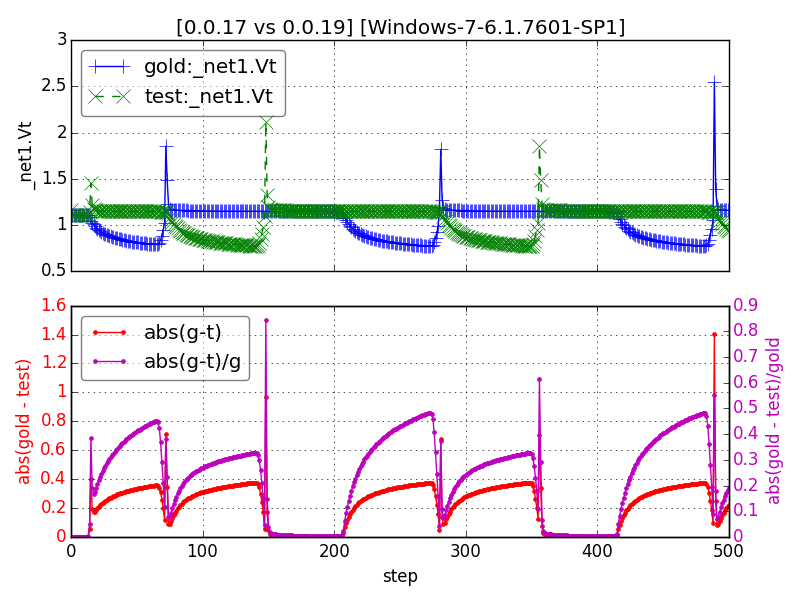 [0.0.17 vs 0.0.19] [Windows-7-6.1.7601-SP1]
3
2.5
2
1.5
1
0.5
_net1.Vt
gold:_net1.Vt
test:_net1.Vt
1.6
1.4
1.2
1
0.8
0.6
0.4
0.2
0
abs(gold - test)
abs(g-t)
abs(g-t)/g
0.9
0.8
0.7
0.6
0.5
0.4
0.3
0.2
0.1
0
abs(gold - test)/gold
0 100 200 300 400 500
step